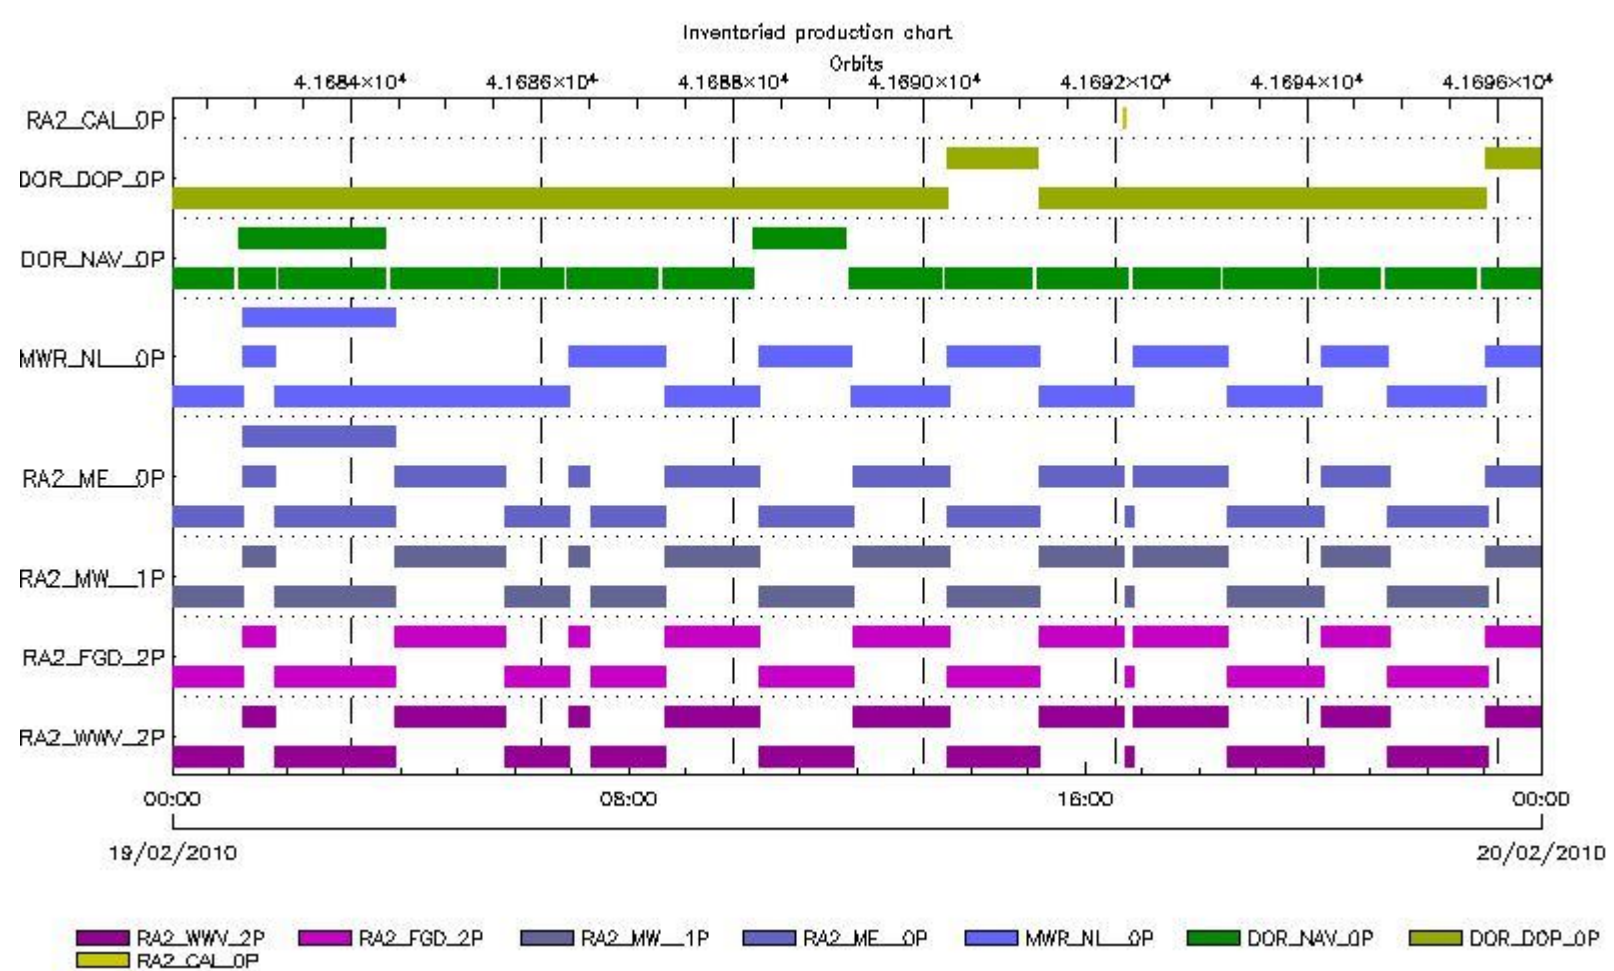 Inventoried production chart
Orbits
4.1684×10⁴ 4.1686×10⁴ 4.1688×10⁴ 4.1690×10⁴ 4.1692×10⁴ 4.1694×10⁴ 4.1696×10⁴
RA2_CAL_0P
DOR_DOP_0P
DOR_NAV_0P
MWR_NL__0P
RA2_ME__0P
RA2_MW__1P
RA2_FGD_2P
RA2_WWV_2P
00:00 08:00 16:00 00:00
19/02/2010 20/02/2010
RA2_WWV_2P RA2_FGD_2P RA2_MW__1P RA2_ME__0P MWR_NL__0P DOR_NAV_0P DOR_DOP_0P
RA2_CAL_0P